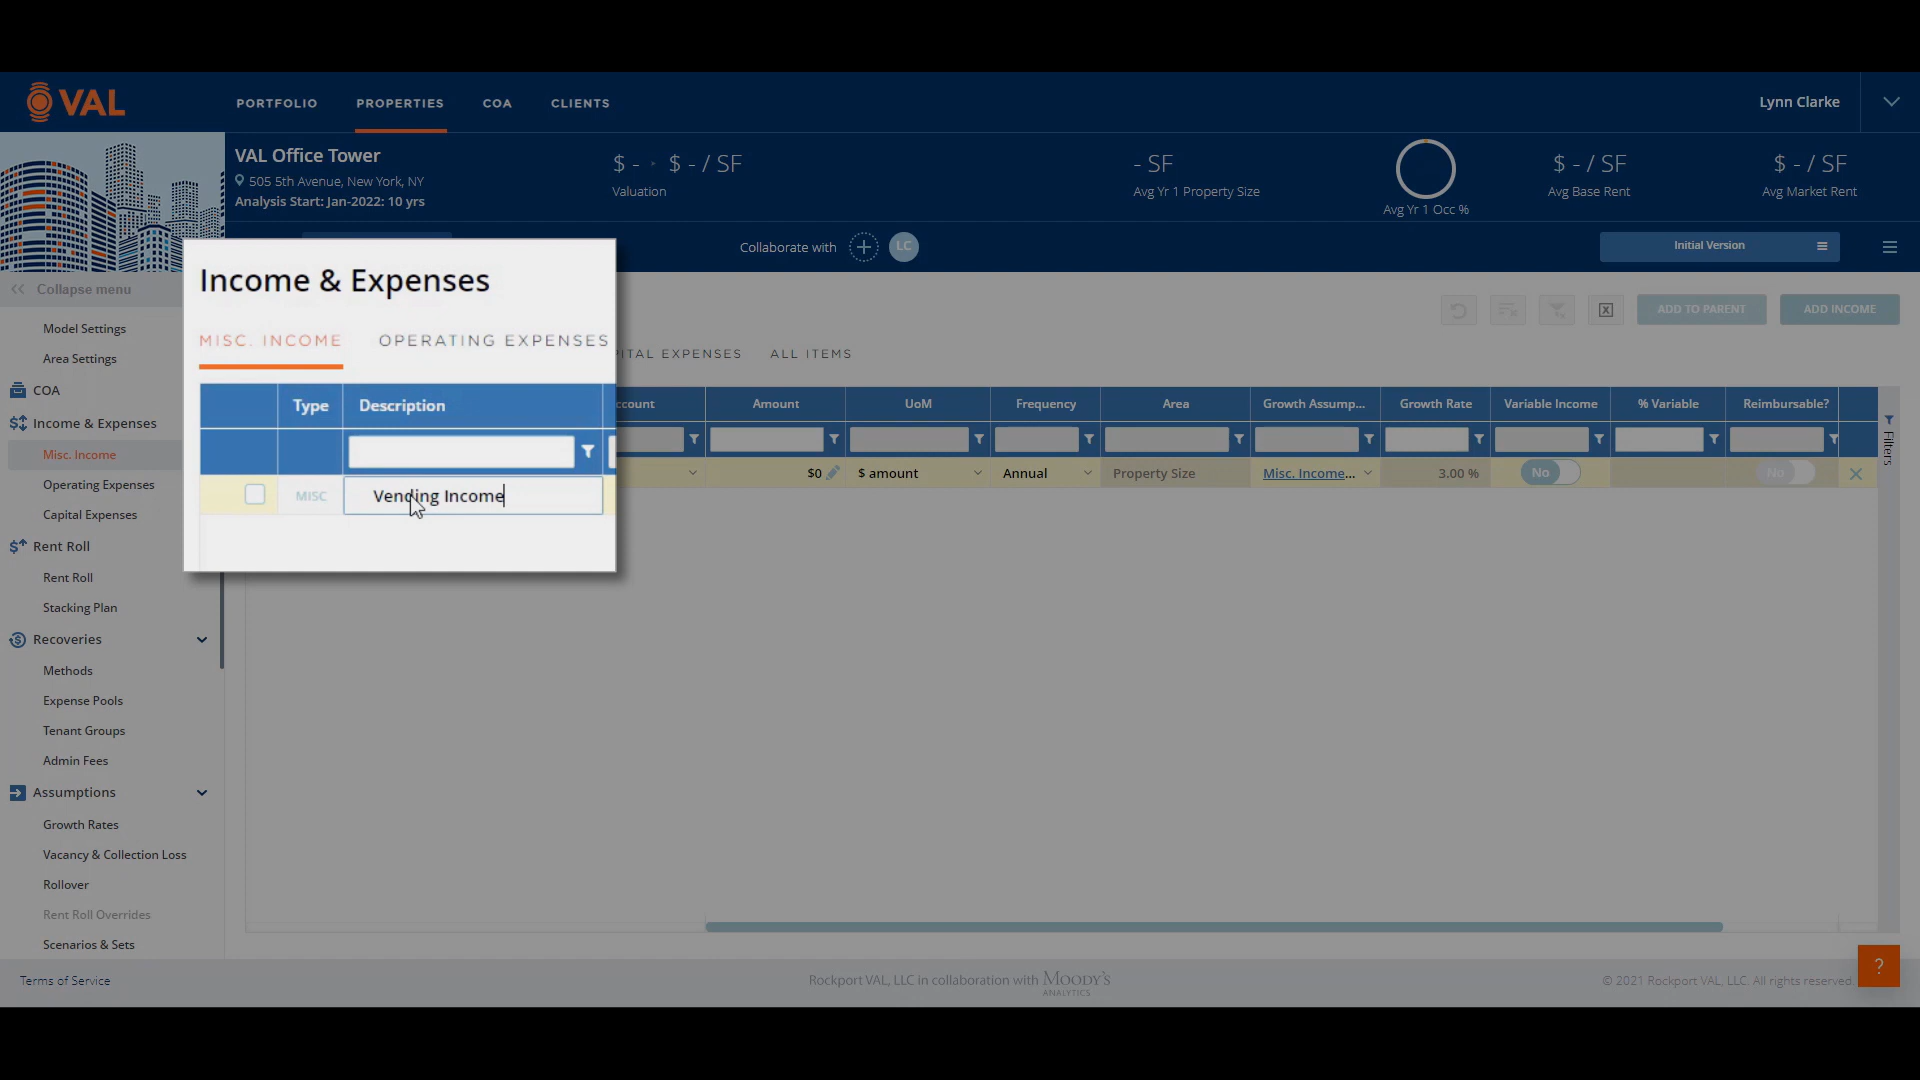 VAL
PORTFOLIO PROPERTIES COA CLIENTS
Lynn Clarke
VAL Office Tower
505 5th Avenue, New York, NY
Analysis Start: Jan-2022: 10 yrs
$ - $ - / SF
Valuation
- SF
Avg Yr 1 Property Size
Avg Yr 1 Occ %
$ - / SF
Avg Base Rent
$ - / SF
Avg Market Rent
Collaborate with + LC
Initial Version
Collapse menu
Model Settings
Area Settings
COA
Income & Expenses
Misc. Income
Operating Expenses
Capital Expenses
Rent Roll
Rent Roll
Stacking Plan
Recoveries
Methods
Expense Pools
Tenant Groups
Admin Fees
Assumptions
Growth Rates
Vacancy & Collection Loss
Rollover
Rent Roll Overrides
Scenarios & Sets
Income & Expenses
MISC. INCOME OPERATING EXPENSES
Type Description
MISC Vending Income
ADD TO PARENT ADD INCOME
PITAL EXPENSES ALL ITEMS
ccount Amount UoM Frequency Area Growth Assump... Growth Rate Variable Income % Variable Reimbursable?
$0 $ amount Annual Property Size Misc. Income... 3.00 % No No
Filters
Terms of Service
Rockport VAL, LLC in collaboration with MOODY'S
ANALYTICS
© 2021 Rockport VAL, LLC. All rights reserved.
?